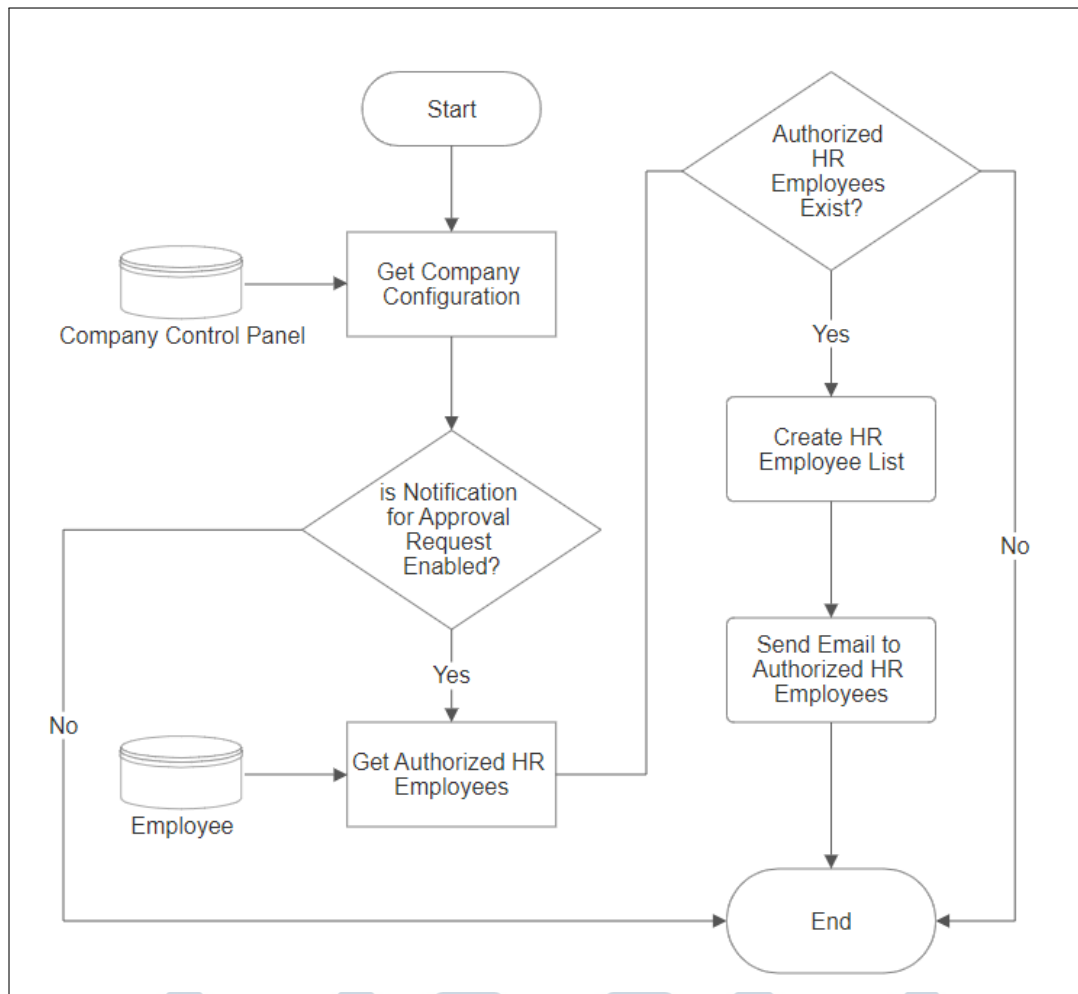 Start
Get Company
Configuration
Company Control Panel
is Notification
for Approval
Request
Enabled?
Yes
No
Get Authorized HR
Employees
Employee
Authorized
HR
Employees
Exist?
Yes
No
Create HR
Employee List
Send Email to
Authorized HR
Employees
End